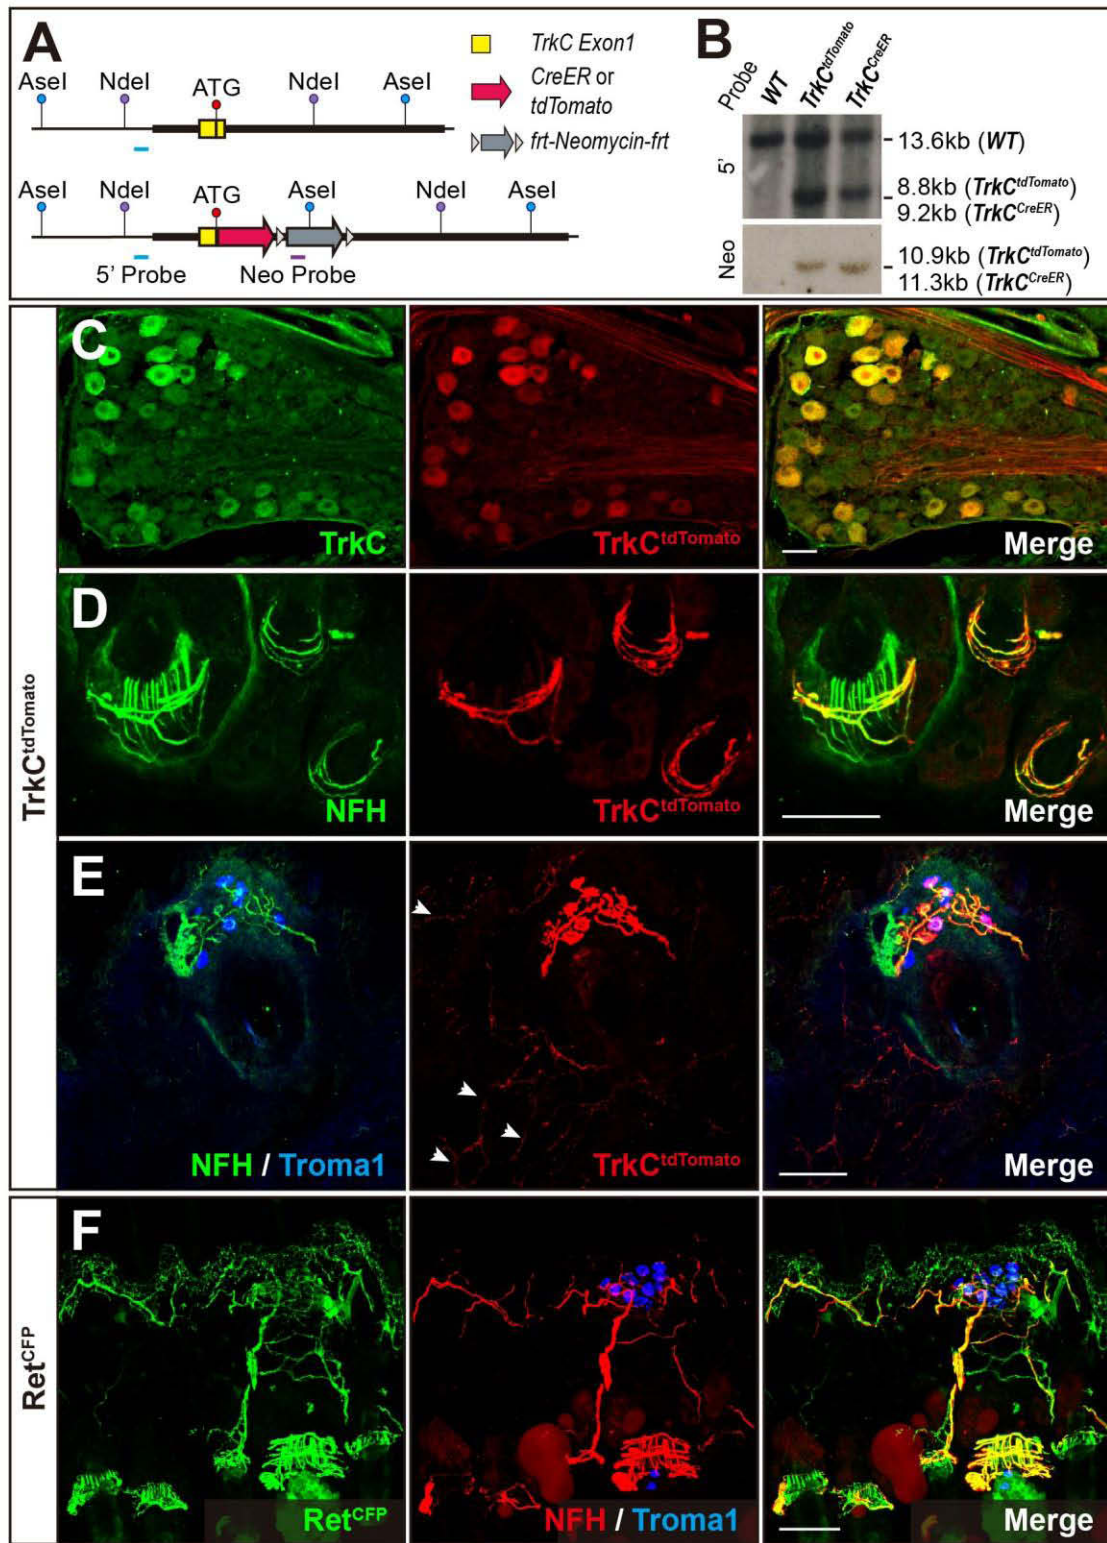 A
AseI NdeI ATG NdeI AseI
TrkC Exon1
CreER or
tdTomato
frt-Neomycin-frt
AseI NdeI ATG AseI NdeI AseI
5' Probe Neo Probe
B
Probe WT TrkCtdTomato TrkCCreER
5'
13.6kb (WT)
8.8kb (TrkCtdTomato)
9.2kb (TrkCCreER)
Neo
10.9kb (TrkCtdTomato)
11.3kb (TrkCCreER)
TrkCtdTomato
C
TrkC TrkCtdTomato Merge
D
NFH TrkCtdTomato Merge
E
NFH / Troma1 TrkCtdTomato Merge
RetCFP
F
RetCFP NFH / Troma1 Merge